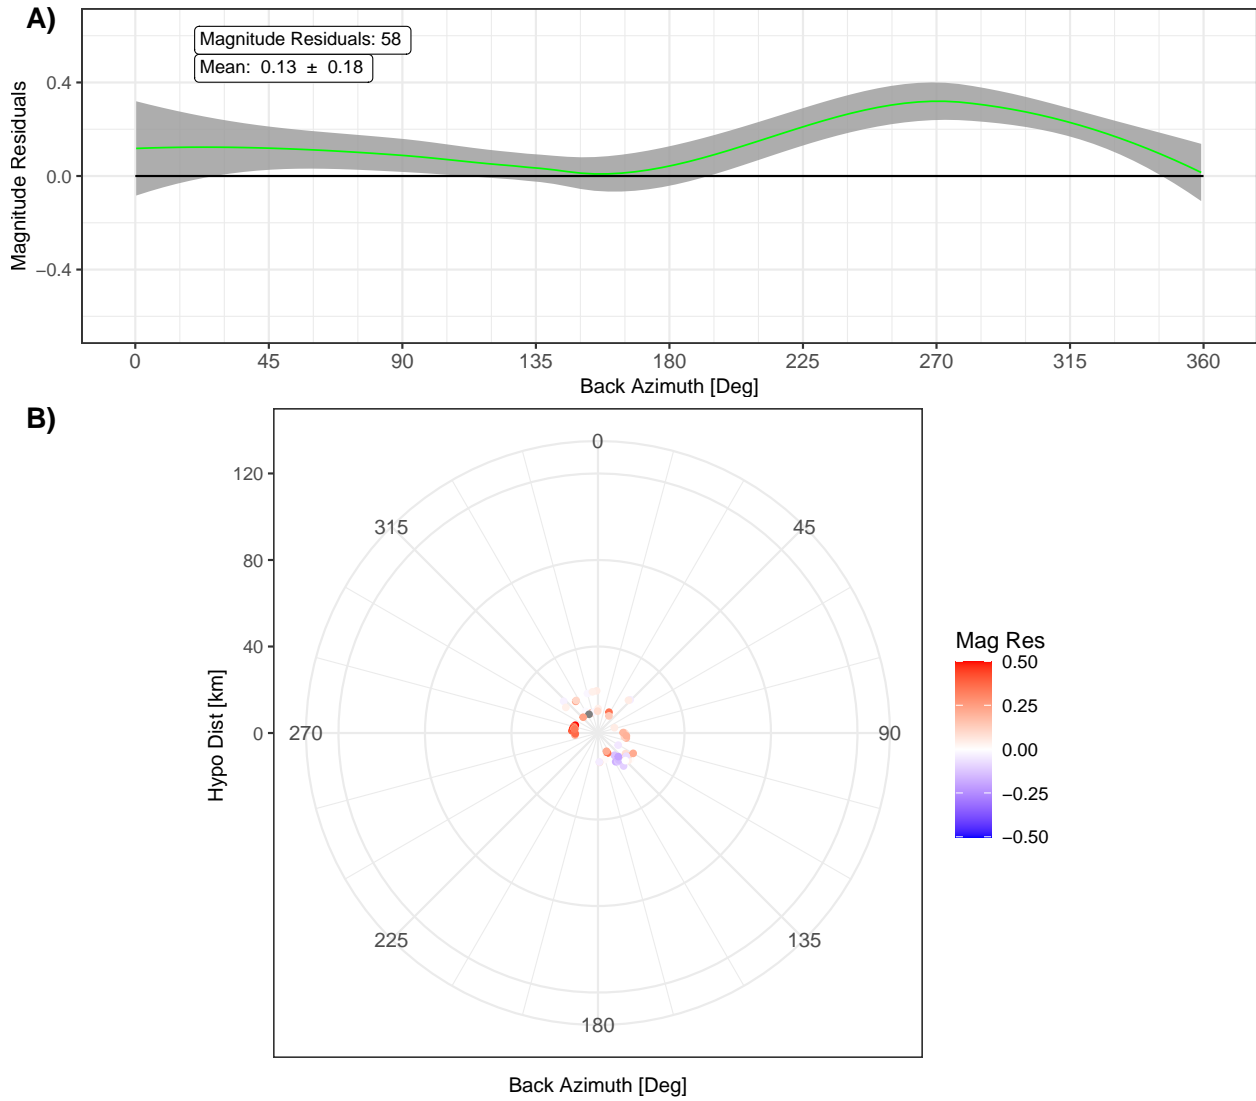 A)
Magnitude Residuals: 58
Mean: 0.13 ± 0.18
Magnitude Residuals
0.4
0.0
−0.4
0 45 90 135 180 225 270 315 360
Back Azimuth [Deg]
B)
Hypo Dist [km]
120
80
40
0
0
45
90
135
180
225
270
315
Back Azimuth [Deg]
Mag Res
0.50
0.25
0.00
−0.25
−0.50